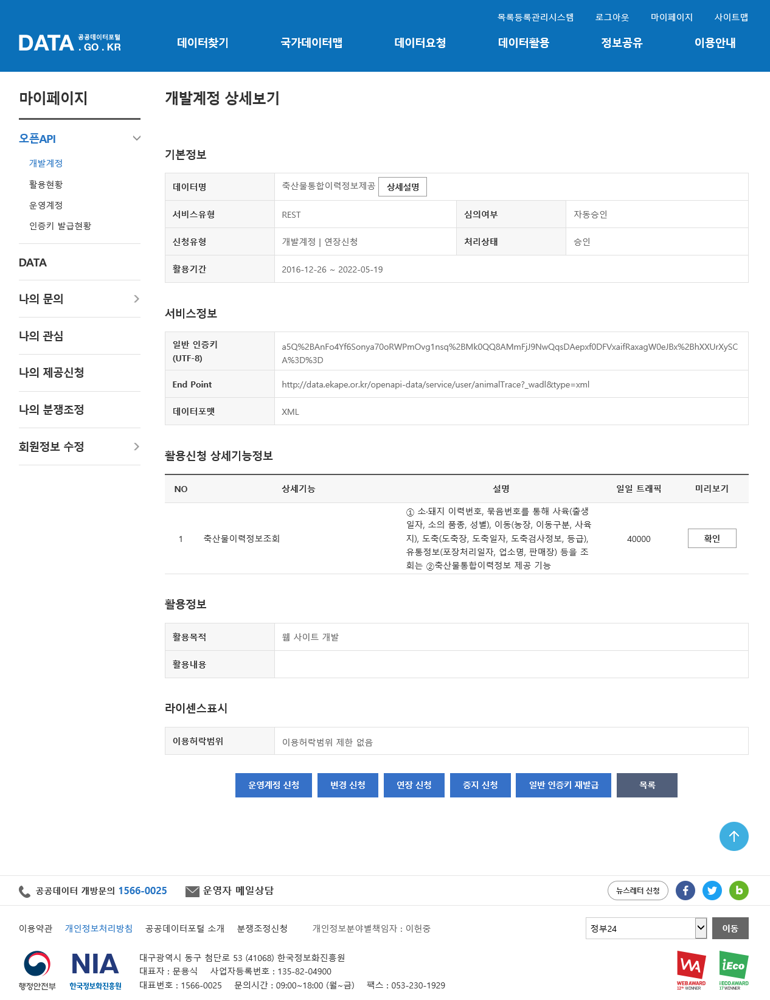 목록등록관리시스템 로그아웃 마이페이지 사이트맵
DATA 공공데이터포털 . GO . KR
데이터찾기 국가데이터맵 데이터요청 데이터활용 정보공유 이용안내
마이페이지
오픈API
개발계정
활용현황
운영계정
인증키 발급현황
DATA
나의 문의
나의 관심
나의 제공신청
나의 분쟁조정
회원정보 수정
개발계정 상세보기
기본정보
데이터명 축산물통합이력정보제공 상세설명
서비스유형 REST 심의여부 자동승인
신청유형 개발계정 | 연장신청 처리상태 승인
활용기간 2016-12-26 ~ 2022-05-19
서비스정보
일반 인증키
(UTF-8)
a5Q%2BAnFo4Yf6Sonya70oRWPmOvg1nsq%2BMk0QQ8AMmFjJ9NwQqsDAepxf0DFVxaifRaxagW0eJBx%2BhXXUrXySC
A%3D%3D
End Point http://data.ekape.or.kr/openapi-data/service/user/animalTrace?_wadl&type=xml
데이터포맷 XML
활용신청 상세기능정보
NO 상세기능 설명 일일 트래픽 미리보기
1 축산물이력정보조회
① 소·돼지 이력번호, 묶음번호를 통해 사육(출생
일자, 소의 품종, 성별), 이동(농장, 이동구분, 사육
지), 도축(도축장, 도축일자, 도축검사정보, 등급),
유통정보(포장처리일자, 업소명, 판매장) 등을 조
회는 ②축산물통합이력정보 제공 기능
40000 확인
활용정보
활용목적 웹 사이트 개발
활용내용
라이센스표시
이용허락범위 이용허락범위 제한 없음
운영계정 신청 변경 신청 연장 신청 중지 신청 일반 인증키 재발급 목록
공공데이터 개방문의 1566-0025 운영자 메일상담 뉴스레터 신청
이용약관 개인정보처리방침 공공데이터포털 소개 분쟁조정신청 개인정보분야별책임자 : 이헌중 정부24 이동
행정안전부
NIA
한국정보화진흥원
대구광역시 동구 첨단로 53 (41068) 한국정보화진흥원
대표자 : 문용식 사업자등록번호 : 135-82-04900
대표번호 : 1566-0025 문의시간 : 09:00~18:00 (월~금) 팩스 : 053-230-1929
WA
WEB AWARD
12th WINNER
iEco
i ECO AWARD
17 WINNER